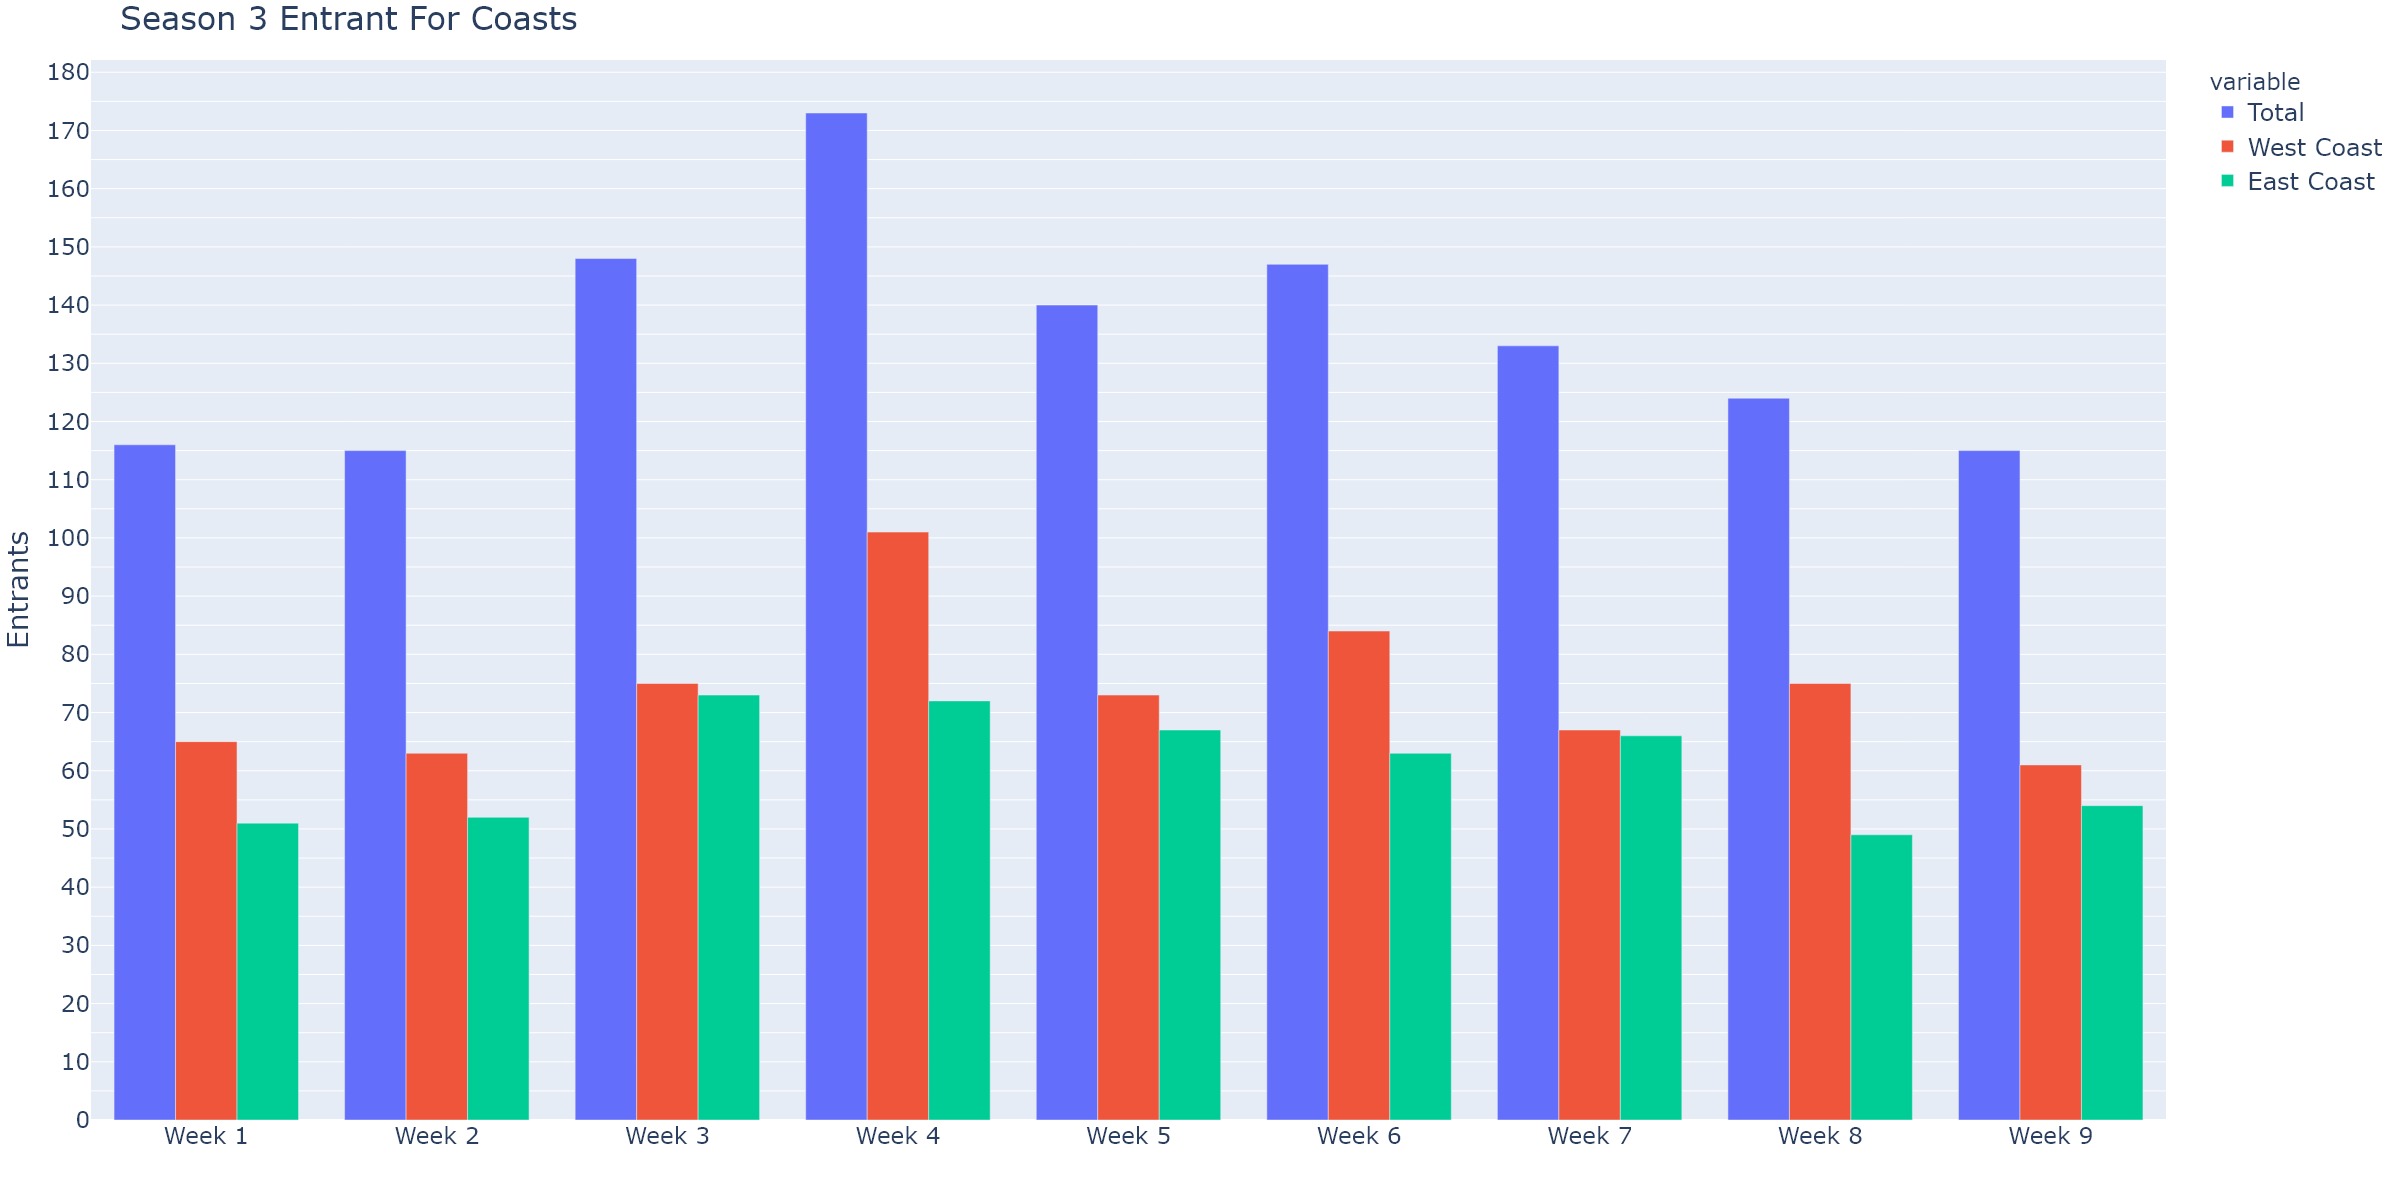 Season 3 Entrant For Coasts
variable
Total
West Coast
East Coast
Entrants
180
170
160
150
140
130
120
110
100
90
80
70
60
50
40
30
20
10
0
Week 1 Week 2 Week 3 Week 4 Week 5 Week 6 Week 7 Week 8 Week 9